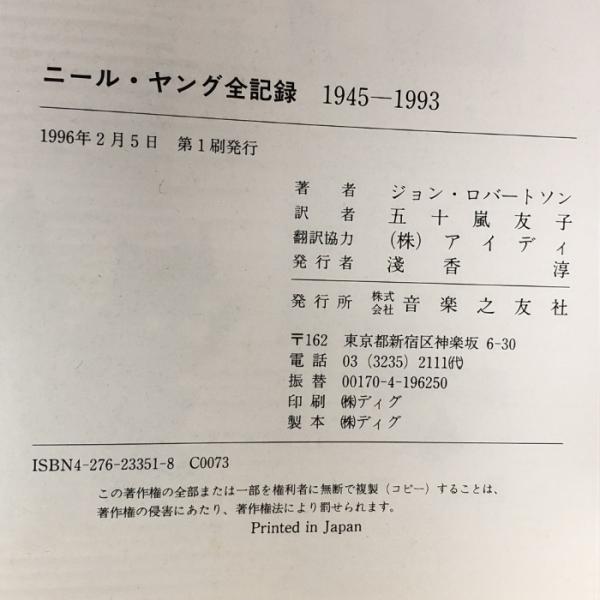 ニール・ヤング全記録 1945—1993
1996年2月5日 第1刷発行
著者 ジョン・ロバートソン
訳者 五十嵐友子
翻訳協力 (株)アイディ
発行者 淺香淳
発行所 株式会社 音楽之友社
〒162 東京都新宿区神楽坂 6-30
電話 03 (3235) 2111㈹
振替 00170-4-196250
印刷 ㈱ディグ
製本 ㈱ディグ
ISBN4-276-23351-8 C0073
この著作権の全部または一部を権利者に無断で複製（コピー）することは、
著作権の侵害にあたり、著作権法により罰せられます。
Printed in Japan